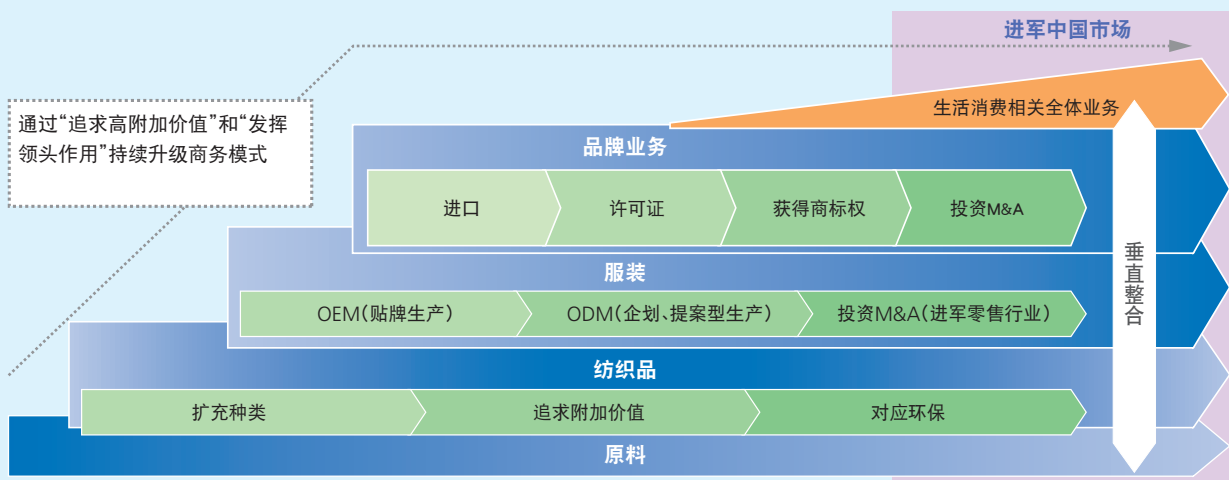 进军中国市场
生活消费相关全体业务
通过“追求高附加价值”和“发挥
领头作用”持续升级商务模式
品牌业务
进口
许可证
获得商标权
投资M&A
服装
OEM(贴牌生产)
ODM(企划、提案型生产)
投资M&A(进军零售行业)
垂直整合
纺织品
扩充种类
追求附加价值
对应环保
原料